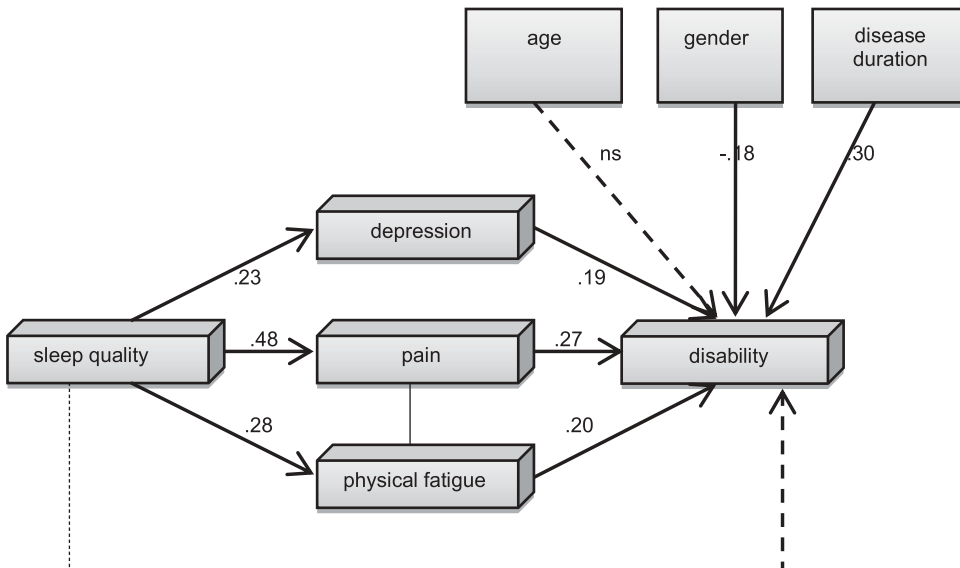 age
gender
disease
duration
ns
-.18
.30
depression
.23
.19
sleep quality
.48
pain
.27
disability
.28
.20
physical fatigue